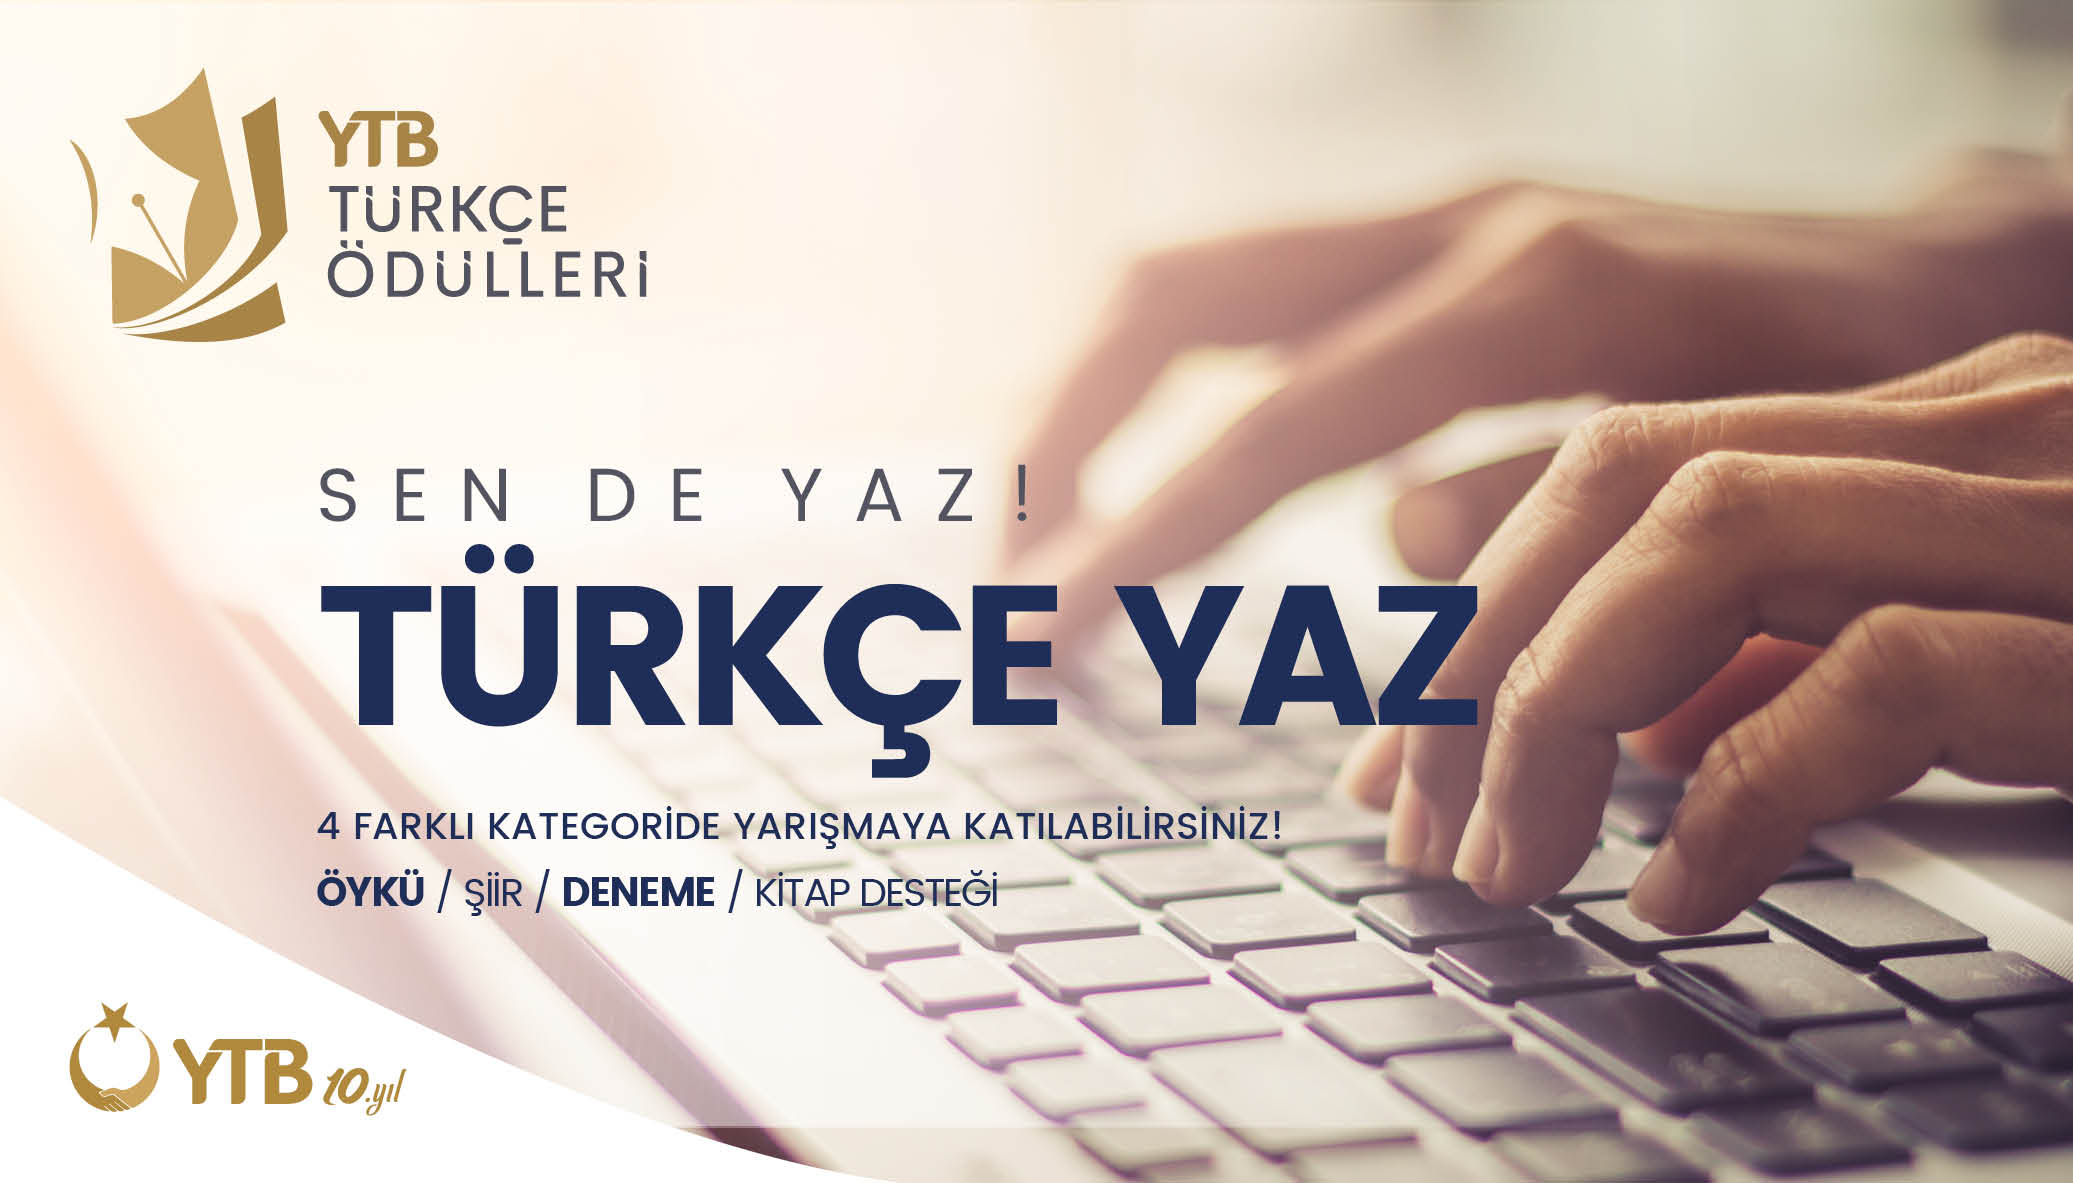 YTB
TÜRKÇE
ÖDÜLLERİ
SEN DE YAZ!
TÜRKÇE YAZ
4 FARKLI KATEGORİDE YARIŞMAYA KATILABİLİRSİNİZ!
ÖYKÜ / ŞİİR / DENEME / KİTAP DESTEĞİ
YTB 10.yıl